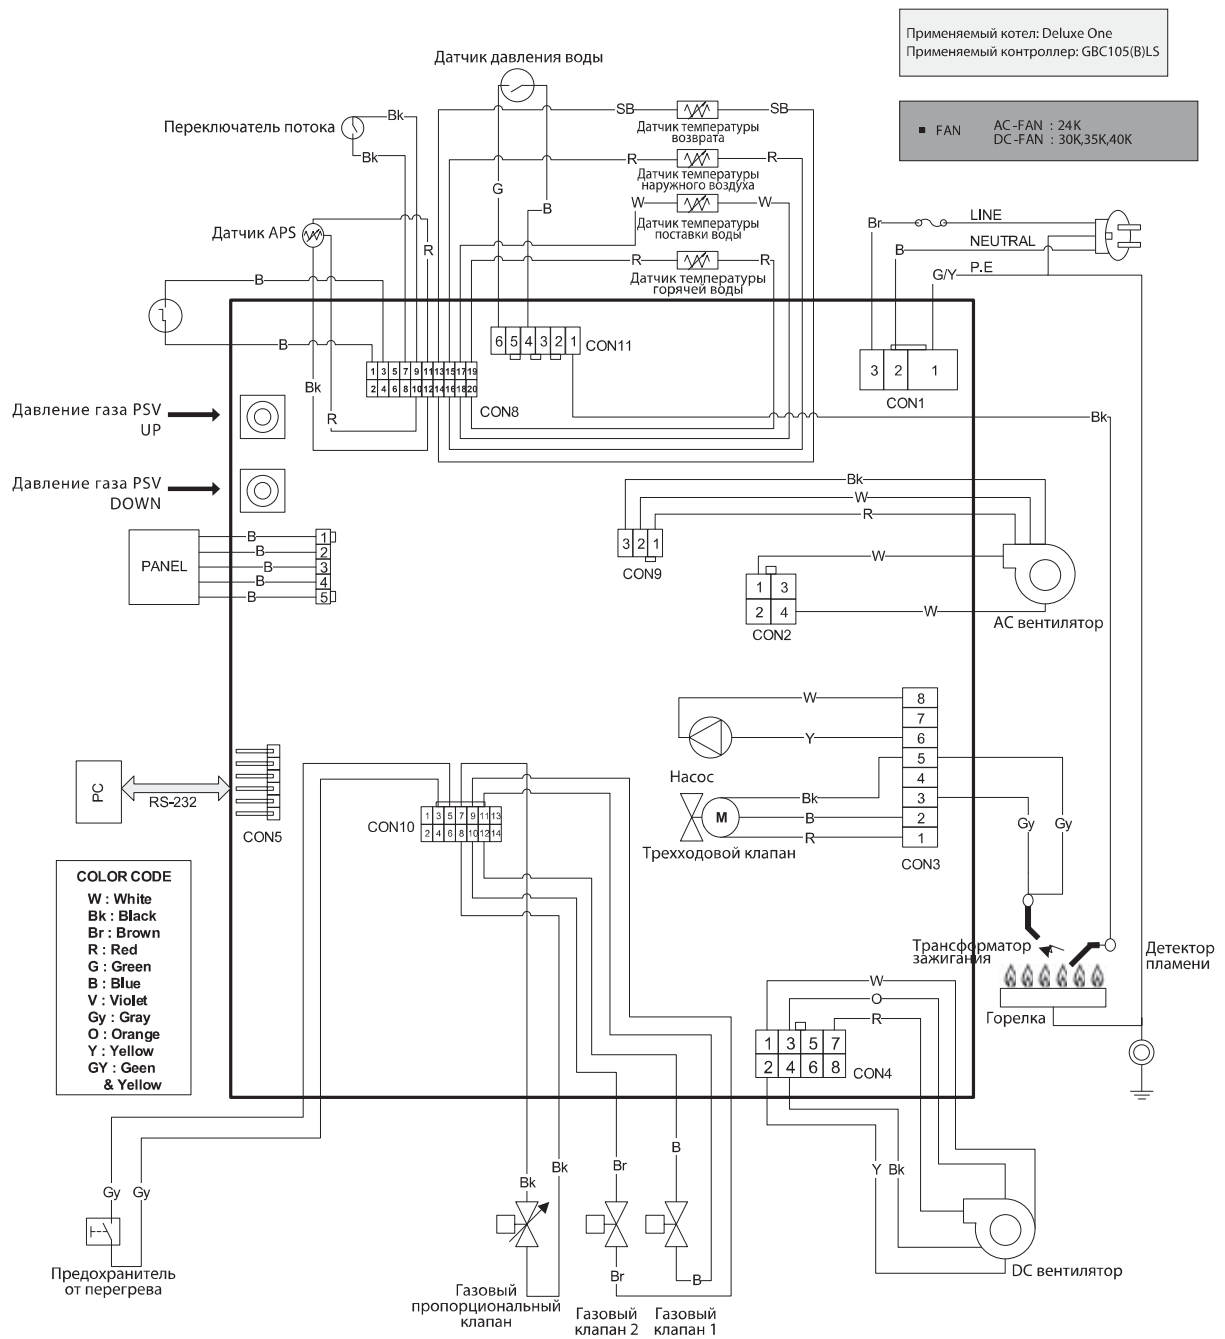 Применяемый котел: Deluxe One
Применяемый контроллер: GBC105(B)LS
■ FAN
AC-FAN : 24K
DC-FAN : 30K,35K,40K
Датчик давления воды
Переключатель потока
Bk
Bk
SB
SB
Датчик температуры
возврата
R
R
Датчик температуры
наружного воздуха
W
W
Датчик температуры
поставки воды
R
R
Датчик температуры
горячей воды
G
B
Датчик APS
R
B
B
Bk
R
Br
LINE
B
NEUTRAL
G/Y
P.E
6 5 4 3 2 1
CON11
3 2 1
CON1
1 3 5 7 9 11 13 15 17 19
2 4 6 8 10 12 14 16 18 20
CON8
Bk
Давление газа PSV
UP
Давление газа PSV
DOWN
PANEL
B
B
B
B
B
1
2
3
4
5
Bk
W
R
3 2 1
CON9
W
1 3
2 4
CON2
W
AC вентилятор
W
Y
Насос
Bk
B
R
M
Трехходовой клапан
8
7
6
5
4
3
2
1
CON3
Gy
Gy
PC
RS-232
CON5
1 3 5 7 9 11 13
2 4 6 8 10 12 14
CON10
COLOR CODE
W : White
Bk : Black
Br : Brown
R : Red
G : Green
B : Blue
V : Violet
Gy : Gray
O : Orange
Y : Yellow
GY : Geen
& Yellow
Трансформатор
зажигания
Детектор
пламени
Горелка
W
O
R
1 3 5 7
2 4 6 8
CON4
Y
Bk
DC вентилятор
Gy
Gy
Предохранитель
от перегрева
Bk
Bk
Газовый
пропорциональный
клапан
Br
Br
Газовый
клапан 2
B
B
Газовый
клапан 1